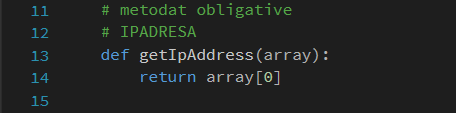 11 # metodat obligative
12 # IPADRESA
13 def getIpAddress(array):
14 return array[0]
15